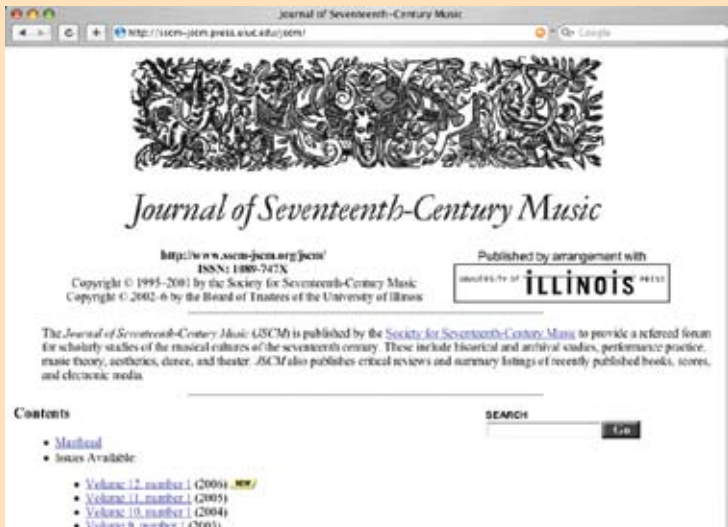 Journal of Seventeenth-Century Music
http://sscm-jscm.press.uiuc.edu/jscm/
Google
Journal of Seventeenth-Century Music
http://www.sscm-jscm.org/jscm/
ISSN: 1089-747X
Copyright © 1995–2001 by the Society for Seventeenth-Century Music
Copyright © 2002–6 by the Board of Trustees of the University of Illinois
Published by arrangement with
UNIVERSITY OF ILLINOIS PRESS
The Journal of Seventeenth-Century Music (JSCM) is published by the Society for Seventeenth-Century Music to provide a refereed forum
for scholarly studies of the musical cultures of the seventeenth century. These include historical and archival studies, performance practice,
music theory, aesthetics, dance, and theater. JSCM also publishes critical reviews and summary listings of recently published books, scores,
and electronic media.
Contents
SEARCH
Go
• Masthead
• Issues Available:
• Volume 12, number 1 (2006) NEW
• Volume 11, number 1 (2005)
• Volume 10, number 1 (2004)
• Volume 9, number 1 (2003)